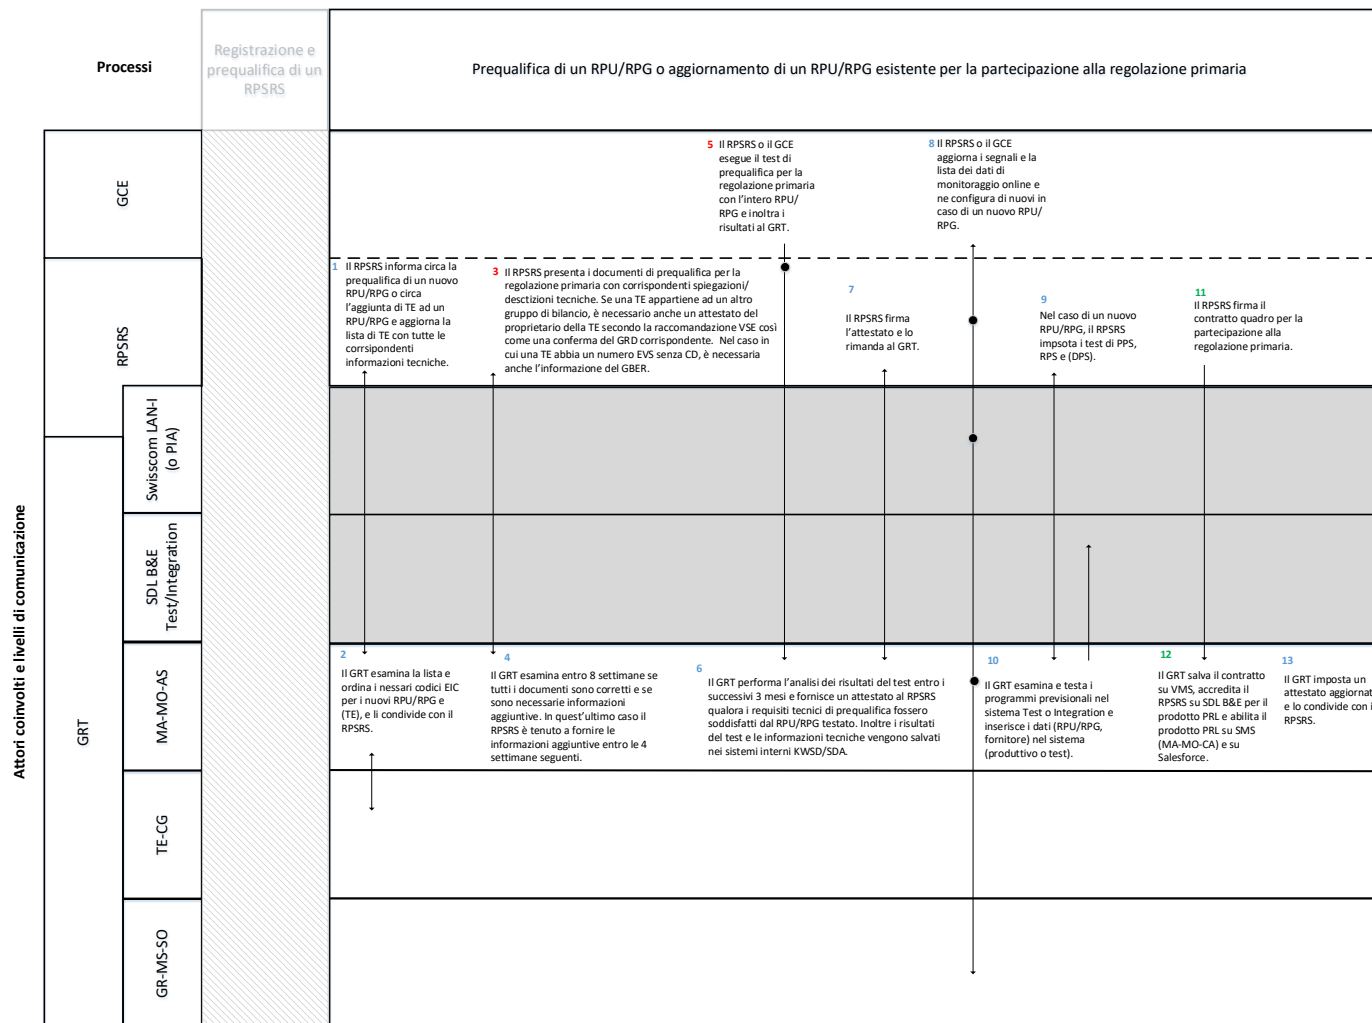 Processi
Registrazione e
prequalifica di un
RPSRS
Prequalifica di un RPU/RPG o aggiornamento di un RPU/RPG esistente per la partecipazione alla regolazione primaria
Attori coinvolti e livelli di comunicazione
GCE
5 Il RPSRS o il GCE
esegue il test di
prequalifica per la
regolazione primaria
con l'intero RPU/
RPG e inoltra i
risultati al GRT.
8 Il RPSRS o il GCE
aggiorna i segnali e la
lista dei dati di
monitoraggio online e
ne configura di nuovi in
caso di un nuovo RPU/
RPG.
RPSRS
1 Il RPSRS informa circa la
prequalifica di un nuovo
RPU/RPG o circa
l'aggiunta di TE ad un
RPU/RPG e aggiorna la
lista di TE con tutte le
corrsipondenti
informazioni tecniche.
3 Il RPSRS presenta i documenti di prequalifica per la
regolazione primaria con corrispondenti spiegazioni/
desctizioni tecniche. Se una TE appartiene ad un altro
gruppo di bilancio, è necessario anche un attestato del
proprietario della TE secondo la raccomandazione VSE così
come una conferma del GRD corrispondente. Nel caso in
cui una TE abbia un numero EVS senza CD, è necessaria
anche l'informazione del GBER.
7
Il RPSRS firma
l'attestato e lo
rimanda al GRT.
9
Nel caso di un nuovo
RPU/RPG, il RPSRS
impsota i test di PPS,
RPS e (DPS).
11
Il RPSRS firma il
contratto quadro per la
partecipazione alla
regolazione primaria.
GRT
Swisscom LAN-I
(o PIA)
SDL B&E
Test/Integration
MA-MO-AS
2
Il GRT esamina la lista e
ordina i nessari codici EIC
per i nuovi RPU/RPG e
(TE), e li condivide con il
RPSRS.
4
Il GRT esamina entro 8 settimane se
tutti i documenti sono corretti e se
sono necessarie informazioni
aggiuntive. In quest'ultimo caso il
RPSRS è tenuto a fornire le
informazioni aggiuntive entro le 4
settimane seguenti.
6
Il GRT performa l'analisi dei risultati del test entro i
successivi 3 mesi e fornisce un attestato al RPSRS
qualora i requisiti tecnici di prequalifica fossero
soddisfatti dal RPU/RPG testato. Inoltre i risultati
del test e le informazioni tecniche vengono salvati
nei sistemi interni KWSD/SDA.
10
Il GRT examina e testa i
programmi previsionali nel
sistema Test o Integration e
inserisce i dati (RPU/RPG,
fornitore) nel sistema
(produttivo o test).
12
Il GRT salva il contratto
su VMS, accredita il
RPSRS su SDL B&E per il
prodotto PRL e abilita il
prodotto PRL su SMS
(MA-MO-CA) e su
Salesforce.
13
Il GRT imposta un
attestato aggiornat
e lo condivide con i
RPSRS.
TE-CG
GR-MS-SO